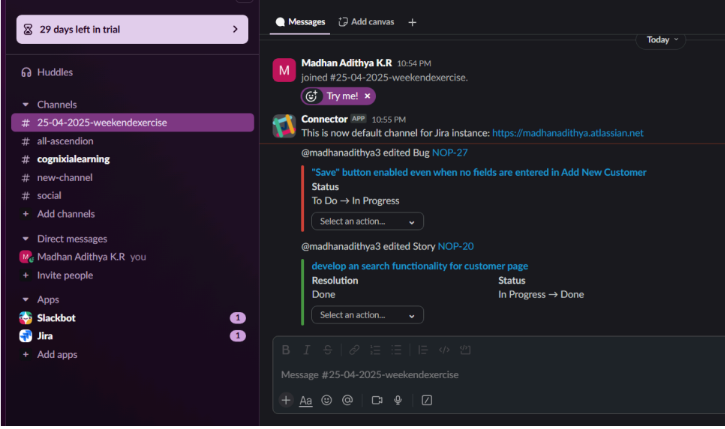 29 days left in trial
Huddles
Channels
# 25-04-2025-weekendexercise
# all-ascendion
# cognixialearning
# new-channel
# social
+ Add channels
Direct messages
M Madhan Adithya K.R you
+ Invite people
Apps
Slackbot 1
Jira 1
+ Add apps
Messages
Add canvas
+
Today
M
Madhan Adithya K.R 10:54 PM
joined #25-04-2025-weekendexercise.
Try me! ×
Connector APP 10:55 PM
This is now default channel for Jira instance: https://madhanadithya.atlassian.net
@madhanadithya3 edited Bug NOP-27
"Save" button enabled even when no fields are entered in Add New Customer
Status
To Do → In Progress
Select an action...
@madhanadithya3 edited Story NOP-20
develop an search functionality for customer page
Resolution Status
Done In Progress → Done
Select an action...
B I S
Message #25-04-2025-weekendexercise
+ Aa @